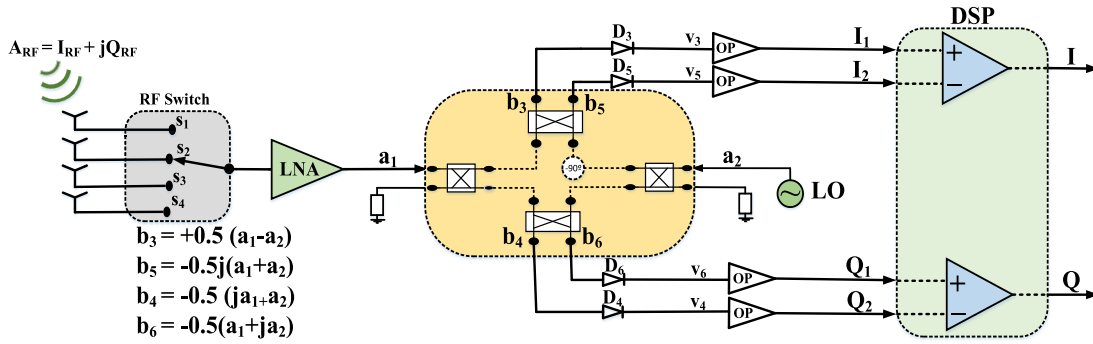 A_RF = I_RF + jQ_RF
RF Switch
s₁
s₂
s₃
s₄
LNA
a₁
b₃
b₅
-90º
b₄
b₆
a₂
LO
D₃
D₅
D₆
D₄
v₃
v₅
v₆
v₄
OP
OP
OP
OP
I₁
I₂
Q₁
Q₂
DSP
+
−
+
−
I
Q
b₃ = +0.5 (a₁-a₂)
b₅ = -0.5j(a₁+a₂)
b₄ = -0.5 (ja₁₊a₂)
b₆ = -0.5(a₁+ja₂)